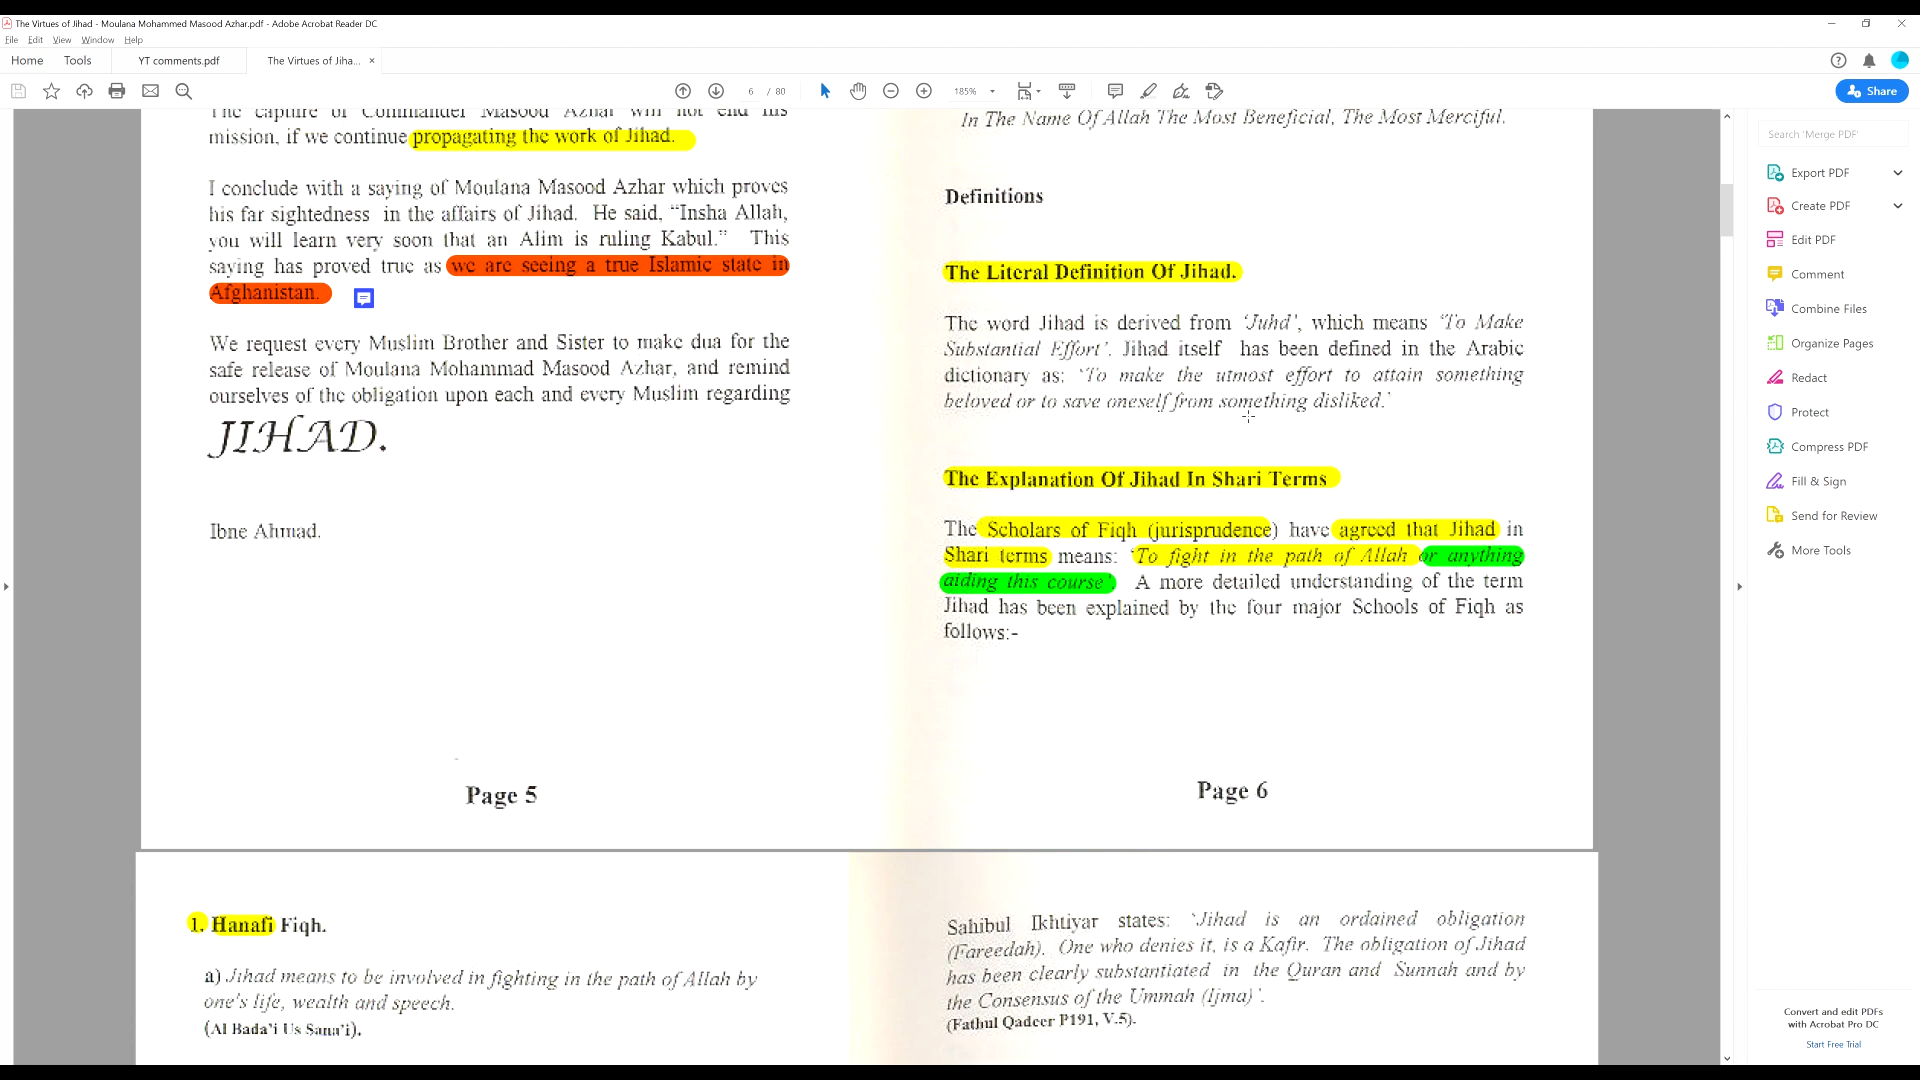 The Virtues of Jihad - Moulana Mohammed Masood Azhar.pdf - Adobe Acrobat Reader DC
File Edit View Window Help
Home Tools YT comments.pdf The Virtues of Jiha... ×
6 / 80 185% Share
The capture of Commander Masood Azhar will not end his
mission, if we continue propagating the work of Jihad.
I conclude with a saying of Moulana Masood Azhar which proves
his far sightedness in the affairs of Jihad. He said, “Insha Allah,
you will learn very soon that an Alim is ruling Kabul.” This
saying has proved true as we are seeing a true Islamic state in
Afghanistan.
We request every Muslim Brother and Sister to make dua for the
safe release of Moulana Mohammad Masood Azhar, and remind
ourselves of the obligation upon each and every Muslim regarding
JIHAD.
Ibne Ahmad.
Page 5
In The Name Of Allah The Most Beneficial, The Most Merciful.
Definitions
The Literal Definition Of Jihad.
The word Jihad is derived from ‘Juhd’, which means ‘To Make
Substantial Effort’. Jihad itself has been defined in the Arabic
dictionary as: ‘To make the utmost effort to attain something
beloved or to save oneself from something disliked.’
The Explanation Of Jihad In Shari Terms
The Scholars of Fiqh (jurisprudence) have agreed that Jihad in
Shari terms means: ‘To fight in the path of Allah or anything
aiding this course’. A more detailed understanding of the term
Jihad has been explained by the four major Schools of Fiqh as
follows:-
Page 6
1. Hanafi Fiqh.
a) Jihad means to be involved in fighting in the path of Allah by
one's life, wealth and speech.
(Al Bada’i Us Sana’i).
Sahibul Ikhtiyar states: ‘Jihad is an ordained obligation
(Fareedah). One who denies it, is a Kafir. The obligation of Jihad
has been clearly substantiated in the Quran and Sunnah and by
the Consensus of the Ummah (Ijma)’.
(Fathul Qadeer P191, V.5).
Search 'Merge PDF'
Export PDF
Create PDF
Edit PDF
Comment
Combine Files
Organize Pages
Redact
Protect
Compress PDF
Fill & Sign
Send for Review
More Tools
Convert and edit PDFs
with Acrobat Pro DC
Start Free Trial